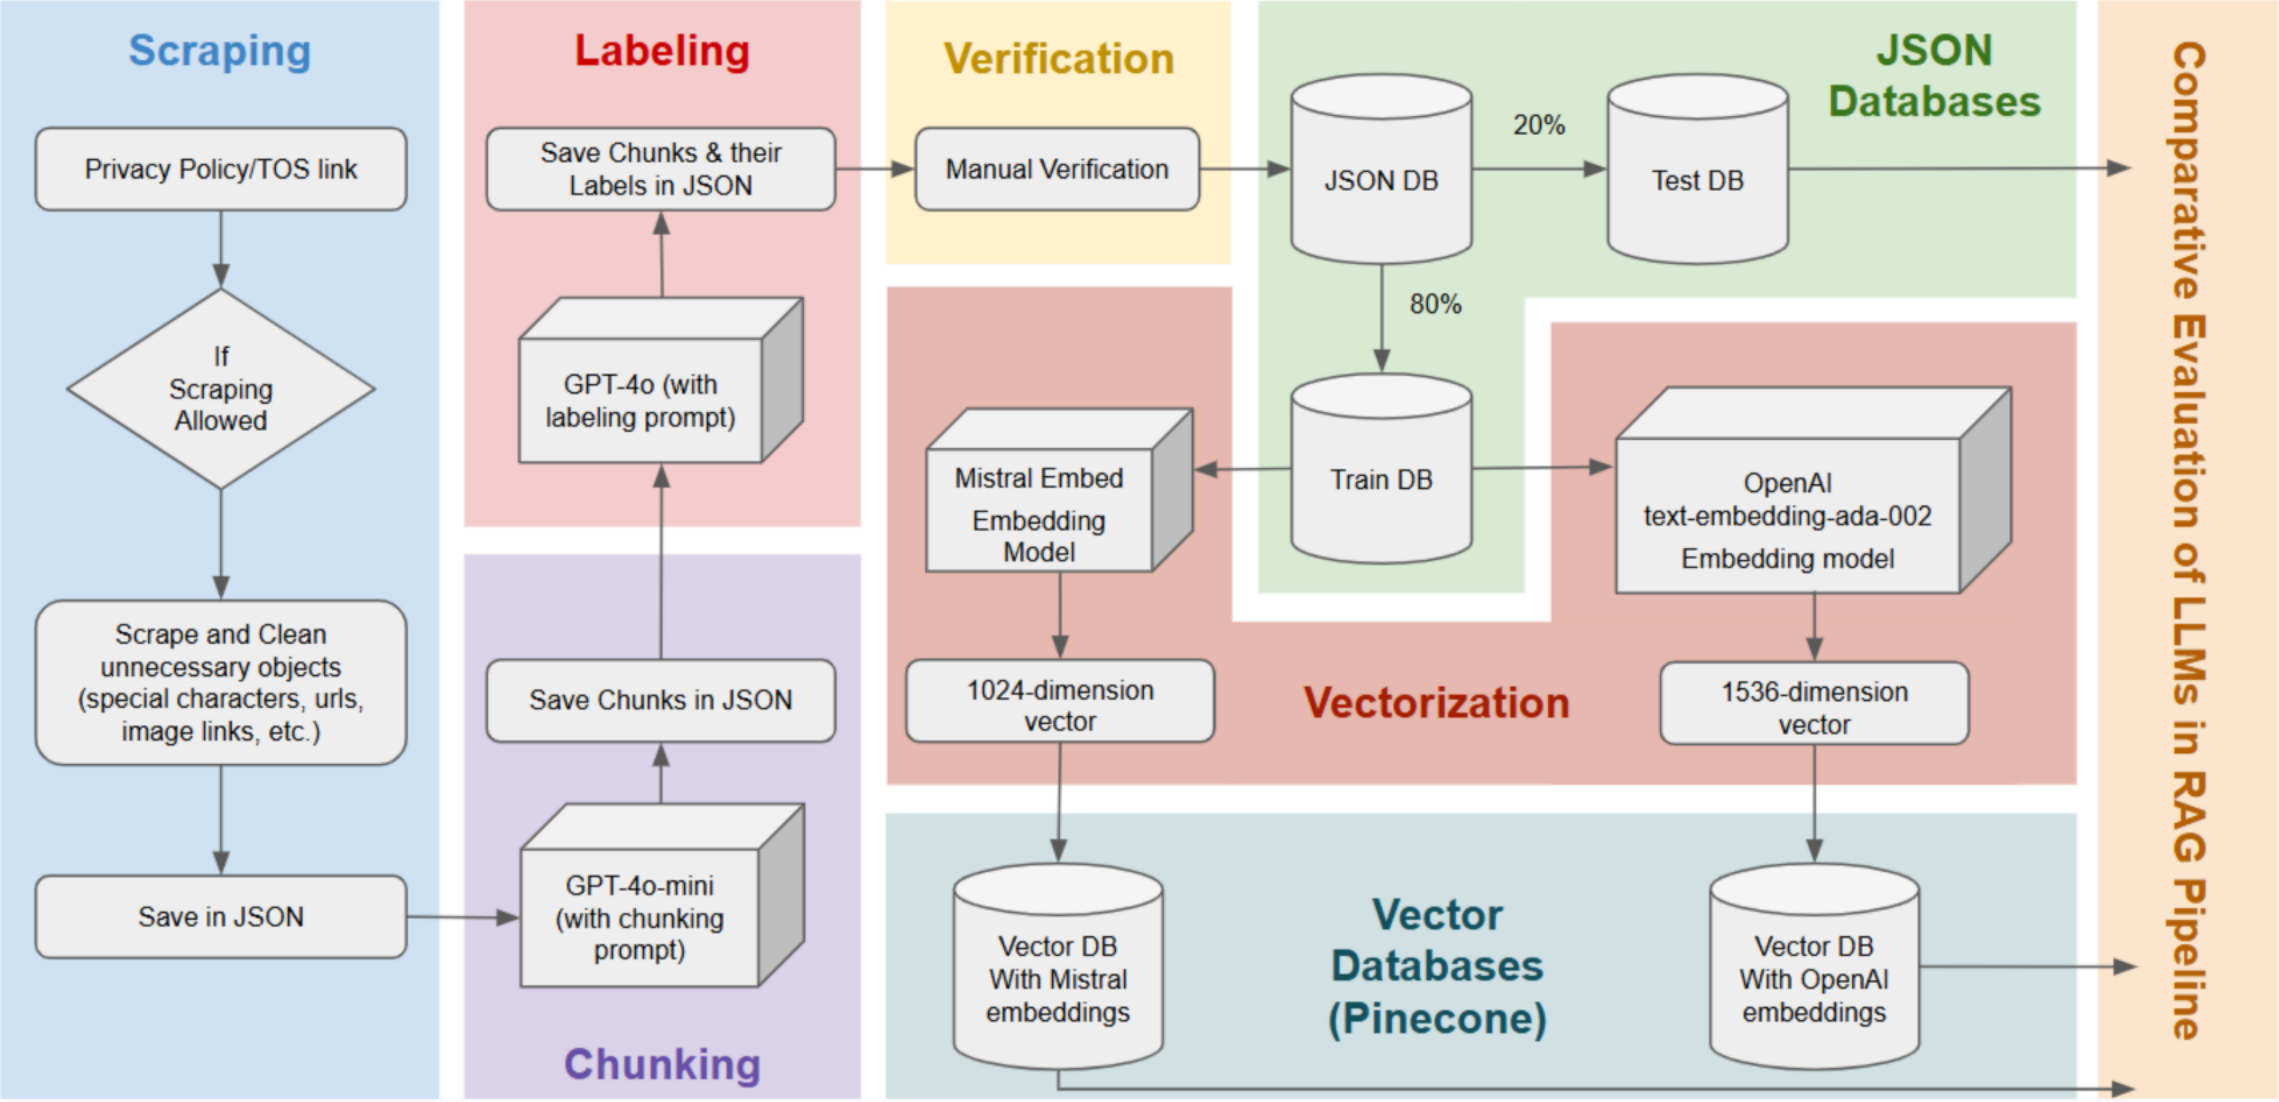 Scraping
Privacy Policy/TOS link
If
Scraping
Allowed
Scrape and Clean
unnecessary objects
(special characters, urls,
image links, etc.)
Save in JSON
Labeling
Save Chunks & their
Labels in JSON
GPT-4o (with
labeling prompt)
Save Chunks in JSON
GPT-4o-mini
(with chunking
prompt)
Chunking
Verification
Manual Verification
JSON
Databases
JSON DB
20%
Test DB
80%
Train DB
Mistral Embed
Embedding
Model
OpenAI
text-embedding-ada-002
Embedding model
1024-dimension
vector
Vectorization
1536-dimension
vector
Vector DB
With Mistral
embeddings
Vector
Databases
(Pinecone)
Vector DB
With OpenAI
embeddings
Comparative Evaluation of LLMs in RAG Pipeline